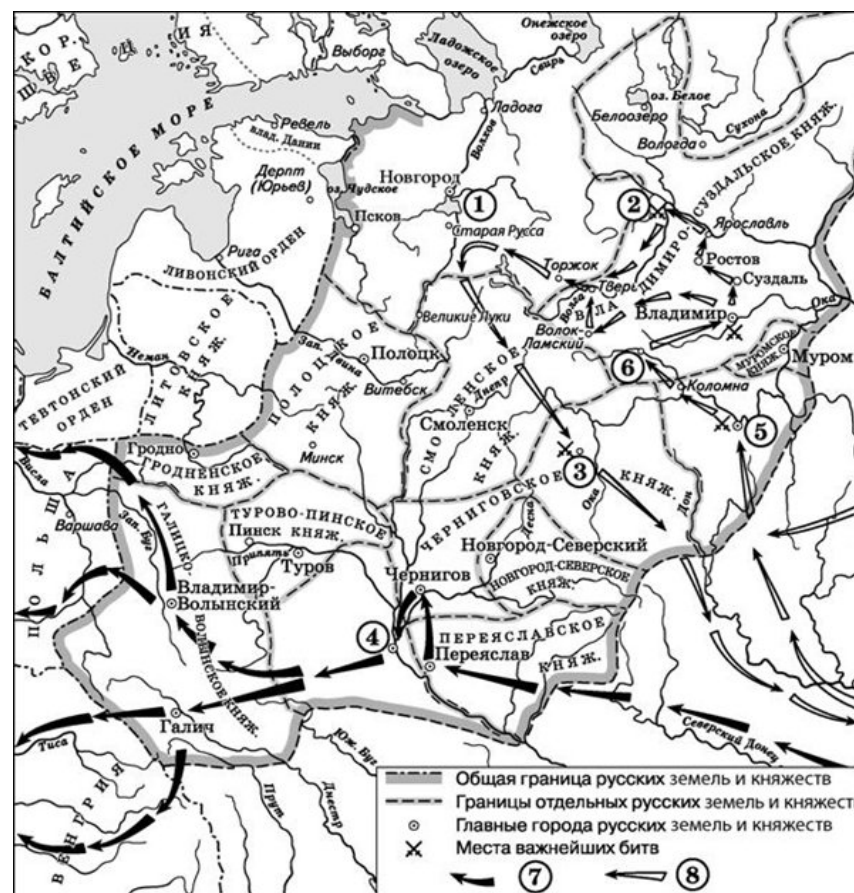 КОР.
ШВЕ
Н
И
Я
Выборг
Ладожское
озеро
Онежское
озеро
Свирь
оз. Белое
Белоозеро
Вологда
Сухона
БАЛТИЙСКОЕ МОРЕ
Ревель
влад. Дании
Ладога
Волхов
Дерпт
(Юрьев)
оз. Чудское
Новгород
①
②
Псков
Старая Русса
ВЛАДИМИРО-СУЗДАЛЬСКОЕ КНЯЖ.
Ярославль
Рига
ЛИВОНСКИЙ ОРДЕН
Торжок
Ростов
Тверь
Суздаль
Волга
Великие Луки
Владимир
Ока
Волок-
Ламский
Неман
ЛИТОВСКОЕ
КНЯЖ.
Зап. Двина
Полоцк
ПОЛОЦКОЕ
КНЯЖ.
⑥
МУРОМСКОЕ
КНЯЖ.
Муром
ТЕВТОНСКИЙ
ОРДЕН
Витебск
Коломна
СМОЛЕНСКОЕ
КНЯЖ.
Днепр
Смоленск
⑤
Гродно
Минск
③
ГРОДНЕНСКОЕ
КНЯЖ.
Висла
ЧЕРНИГОВСКОЕ
КНЯЖ.
Ока
Дон
Варшава
Зап. Буг
ПОЛЬША
ТУРОВО-ПИНСКОЕ
КНЯЖ.
Пинск
Припять
Туров
Десна
Новгород-Северский
НОВГОРОД-СЕВЕРСКОЕ
КНЯЖ.
ГАЛИЦКО-
ВОЛЫНСКОЕ КНЯЖ.
Владимир-
Волынский
Чернигов
④
ПЕРЕЯСЛАВСКОЕ
КНЯЖ.
Переяслав
Галич
Тиса
Северский Донец
Юж. Буг
Прут
Днестр
ВЕНГРИЯ
Общая граница русских земель и княжеств
Границы отдельных русских земель и княжеств
Главные города русских земель и княжеств
Места важнейших битв
⑦
⑧